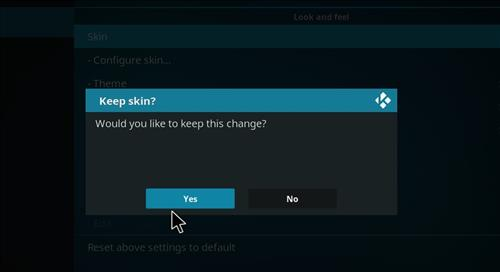 Look and feel
Skin
- Configure skin...
- Theme
Keep skin?
Would you like to keep this change?
Yes
No
Edit
Reset above settings to default